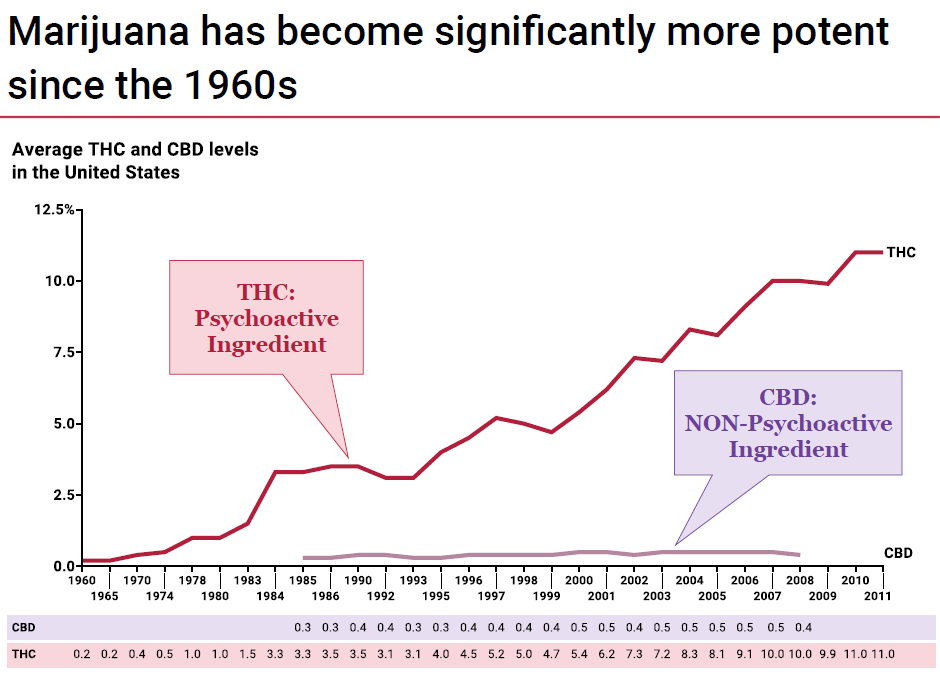 Marijuana has become significantly more potent
since the 1960s
Average THC and CBD levels
in the United States
12.5%
10.0
7.5
5.0
2.5
0.0
THC:
Psychoactive
Ingredient
CBD:
NON-Psychoactive
Ingredient
THC
CBD
1960 1970 1978 1983 1985 1990 1993 1996 1998 2000 2002 2004 2006 2008 2010
1965 1974 1980 1984 1986 1992 1995 1997 1999 2001 2003 2005 2007 2009 2011
CBD 0.3 0.3 0.4 0.4 0.3 0.3 0.4 0.4 0.4 0.4 0.5 0.5 0.4 0.5 0.5 0.5 0.5 0.5 0.4
THC 0.2 0.2 0.4 0.5 1.0 1.0 1.5 3.3 3.3 3.5 3.5 3.1 3.1 4.0 4.5 5.2 5.0 4.7 5.4 6.2 7.3 7.2 8.3 8.1 9.1 10.0 10.0 9.9 11.0 11.0